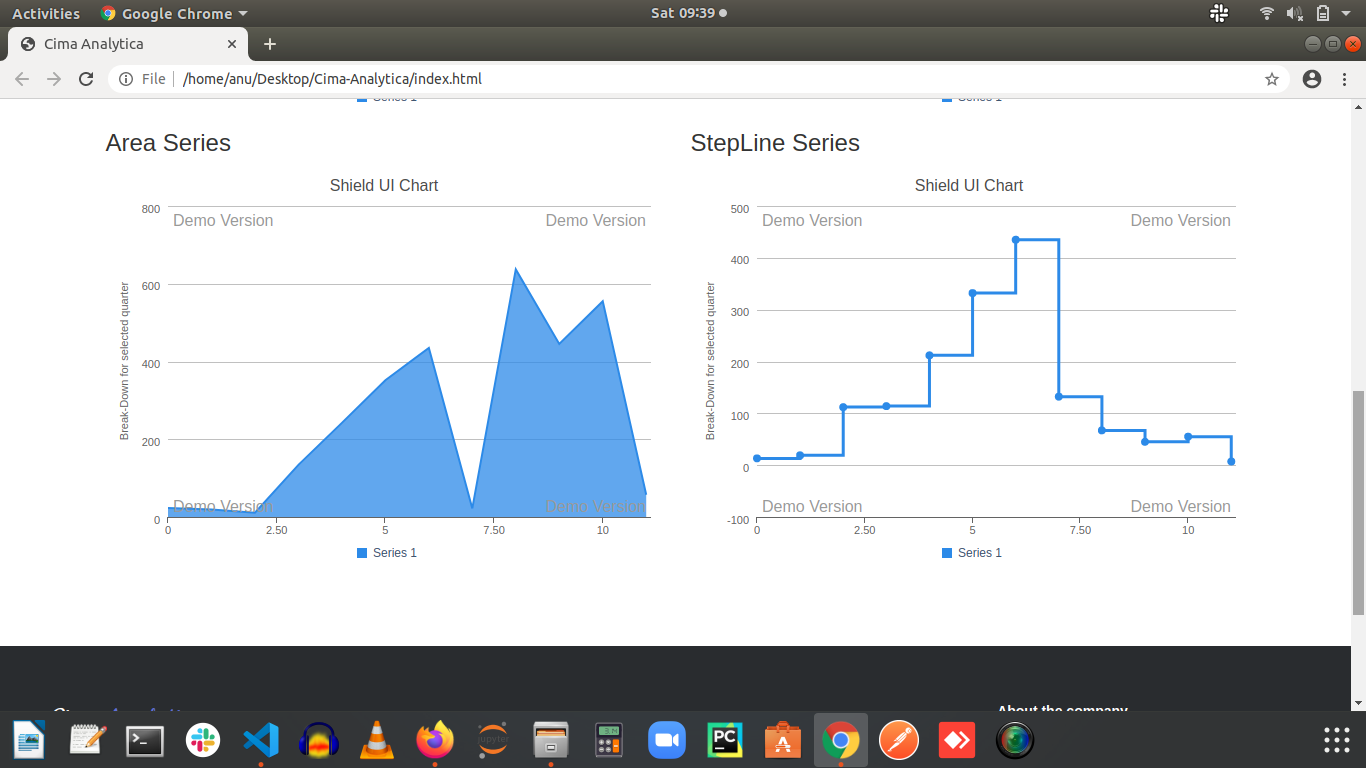 Activities Google Chrome Sat 09:39
Cima Analytica
File /home/anu/Desktop/Cima-Analytica/index.html
Series 1 Series 1
Area Series
Shield UI Chart
Demo Version Demo Version
Break-Down for selected quarter
800
600
400
200
0
Demo Version Demo Version
0 2.50 5 7.50 10
Series 1
StepLine Series
Shield UI Chart
Demo Version Demo Version
Break-Down for selected quarter
500
400
300
200
100
0
-100
Demo Version Demo Version
0 2.50 5 7.50 10
Series 1
About the company
jupyter
PC